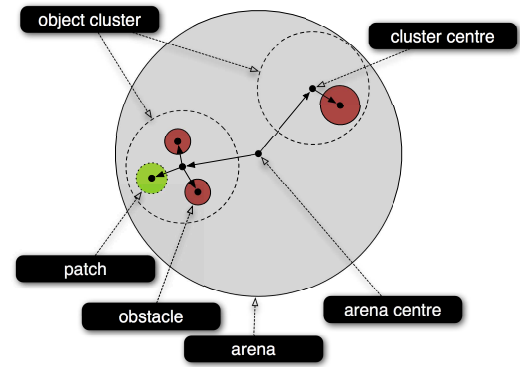 object cluster
cluster centre
patch
obstacle
arena centre
arena